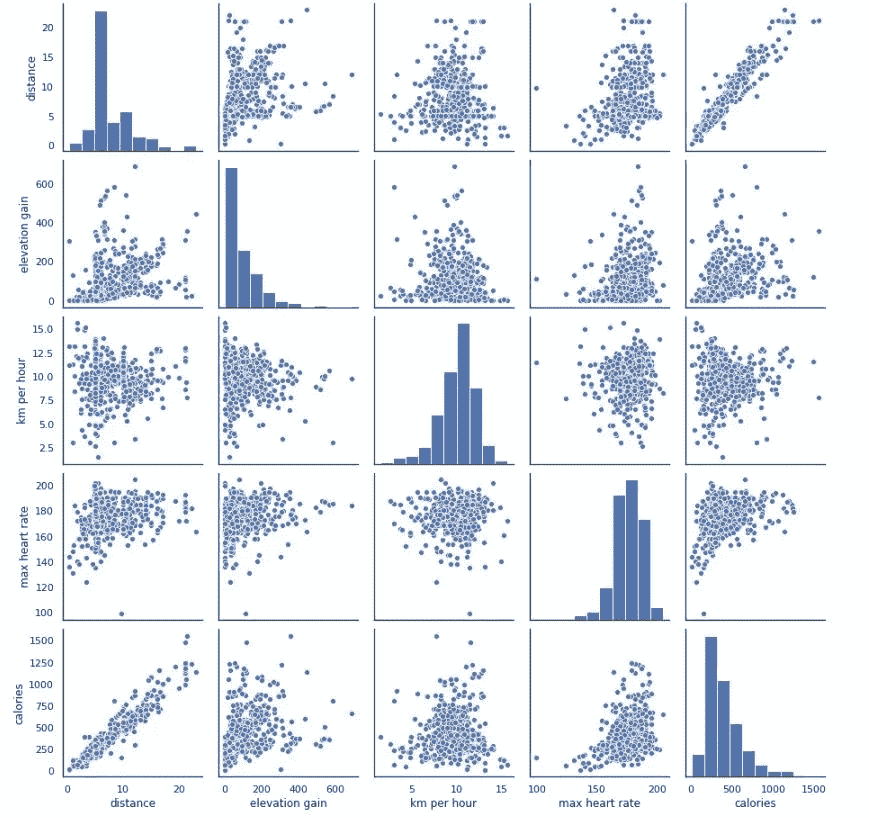 20
15
10
5
0
distance
600
400
200
0
elevation gain
15.0
12.5
10.0
7.5
5.0
2.5
km per hour
200
180
160
140
120
100
max heart rate
1500
1250
1000
750
500
250
0
calories
0 10 20
distance
0 200 400 600
elevation gain
5 10 15
km per hour
100 150 200
max heart rate
0 500 1000 1500
calories